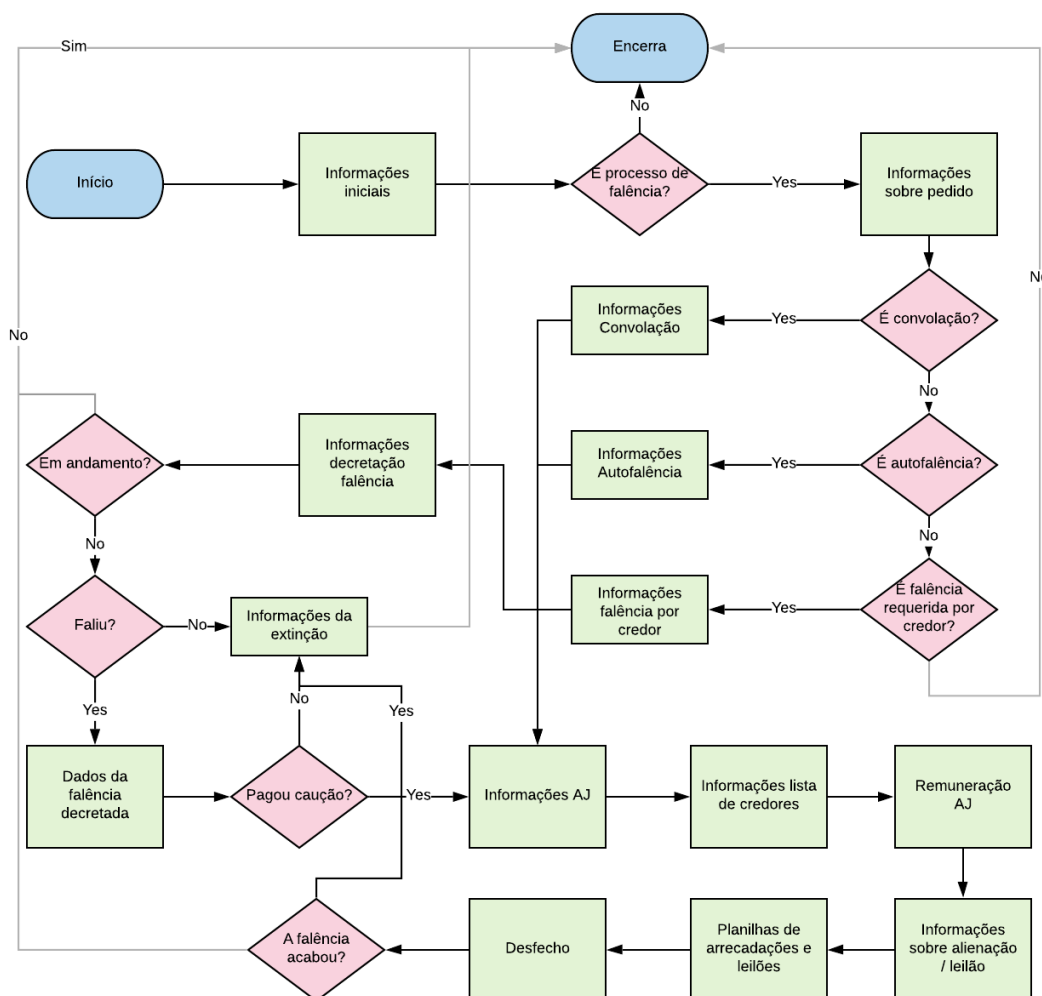 Sim
Encerra
No
Início
Informações
iniciais
É processo de
falência?
Yes
Informações
sobre pedido
No
Informações
Convolação
Yes
É convolação?
No
No
Em andamento?
Informações
decretação
falência
Informações
Autofalência
Yes
É autofalência?
No
No
Faliu?
No
Informações da
extinção
Informações
falência por
credor
Yes
É falência
requerida por
credor?
Yes
No
Yes
Dados da
falência
decretada
Pagou caução?
Yes
Informações AJ
Informações lista
de credores
Remuneração
AJ
A falência
acabou?
Desfecho
Planilhas de
arrecadações e
leilões
Informações
sobre alienação
/ leilão